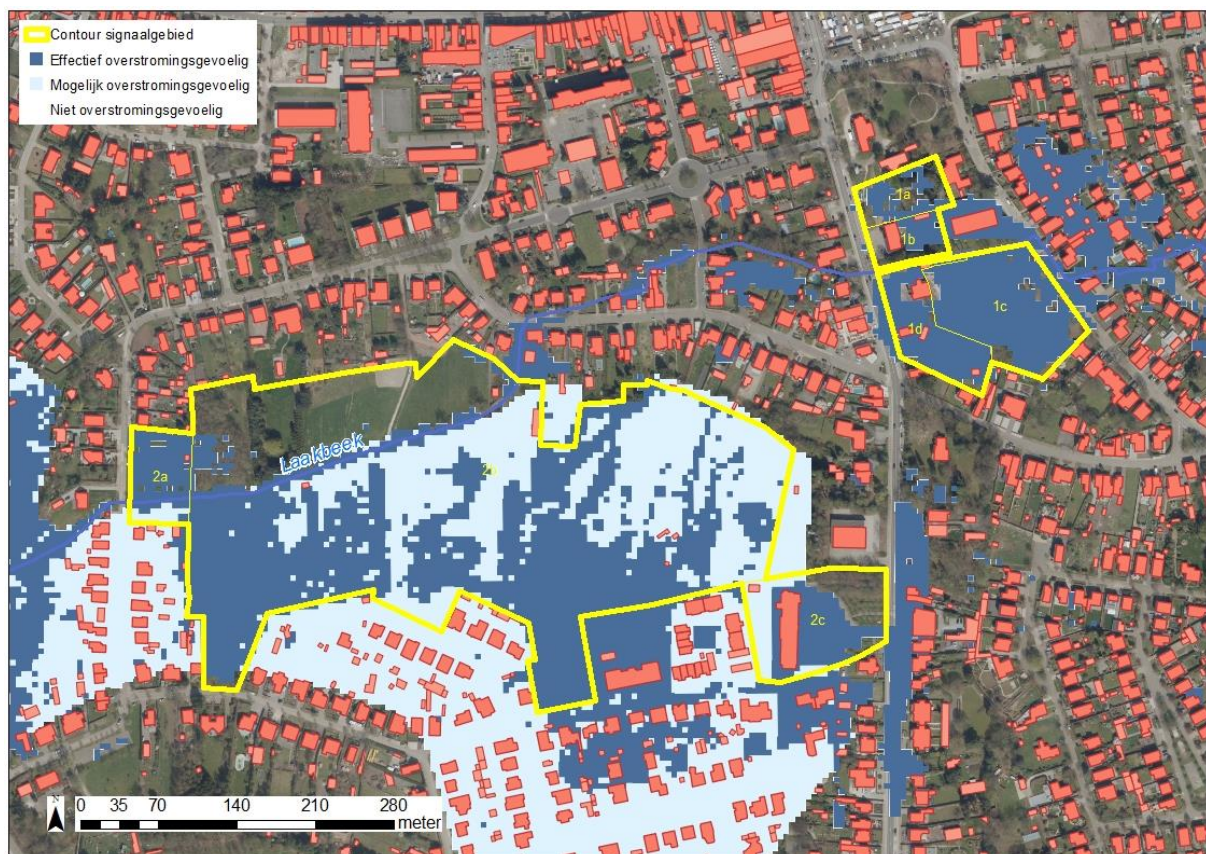 Contour signaalgebied
Effectief overstromingsgevoelig
Mogelijk overstromingsgevoelig
Niet overstromingsgevoelig
1a
1b
1c
1d
Laakbeek
2a
2b
2c
N
0 35 70 140 210 280
meter